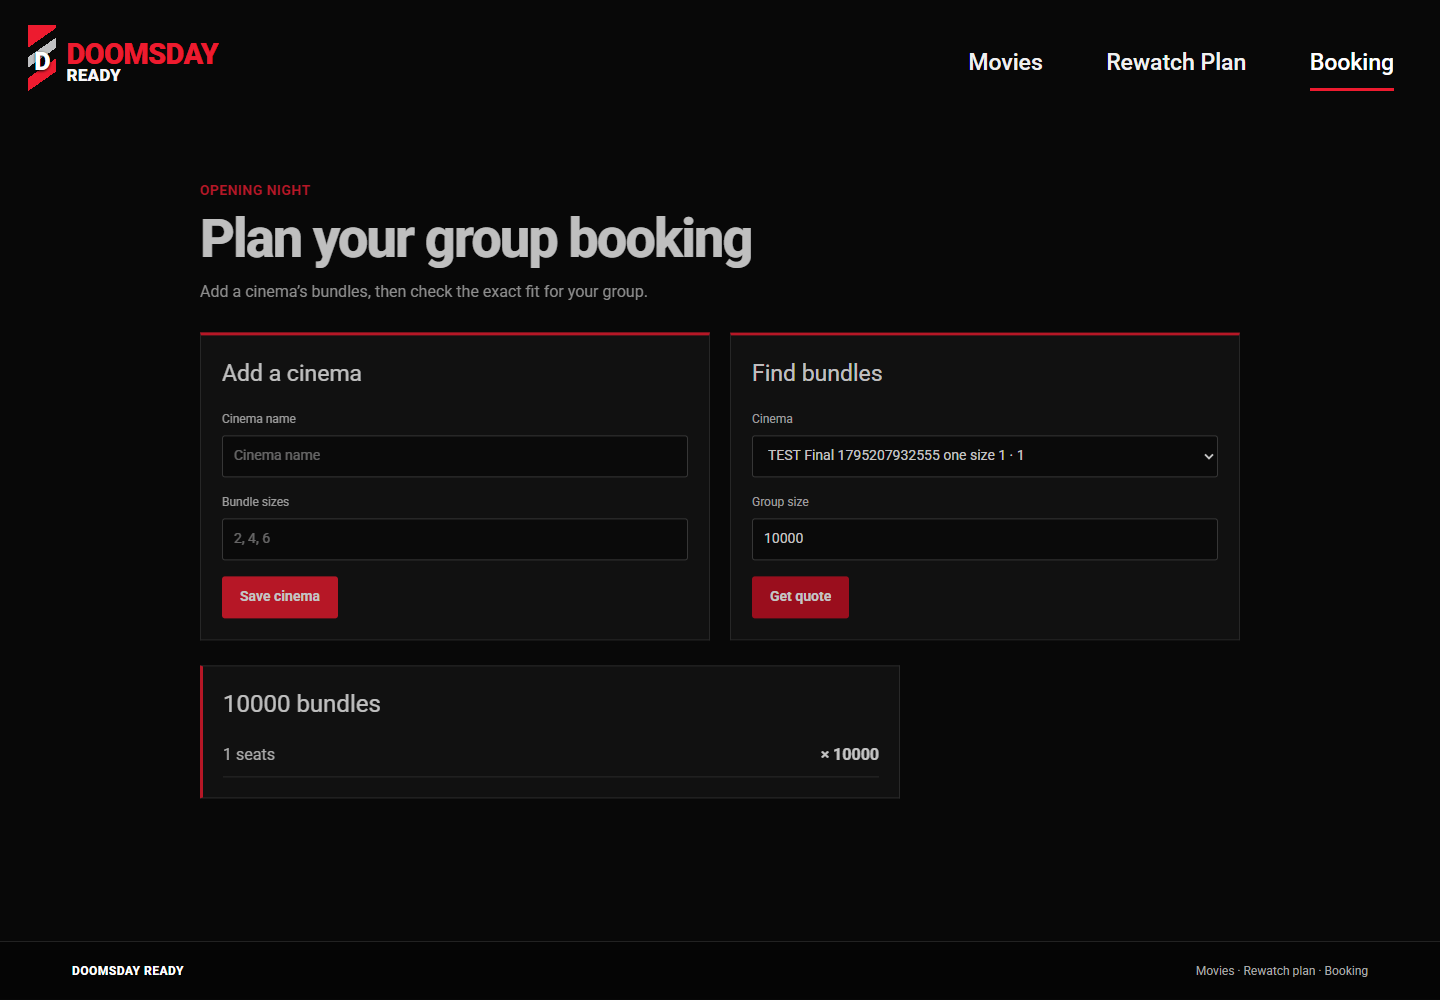 D DOOMSDAY
READY
Movies Rewatch Plan Booking
OPENING NIGHT
Plan your group booking
Add a cinema’s bundles, then check the exact fit for your group.
Add a cinema
Cinema name
Cinema name
Bundle sizes
2, 4, 6
Save cinema
Find bundles
Cinema
TEST Final 1795207932555 one size 1 · 1
Group size
10000
Get quote
10000 bundles
1 seats × 10000
DOOMSDAY READY
Movies · Rewatch plan · Booking